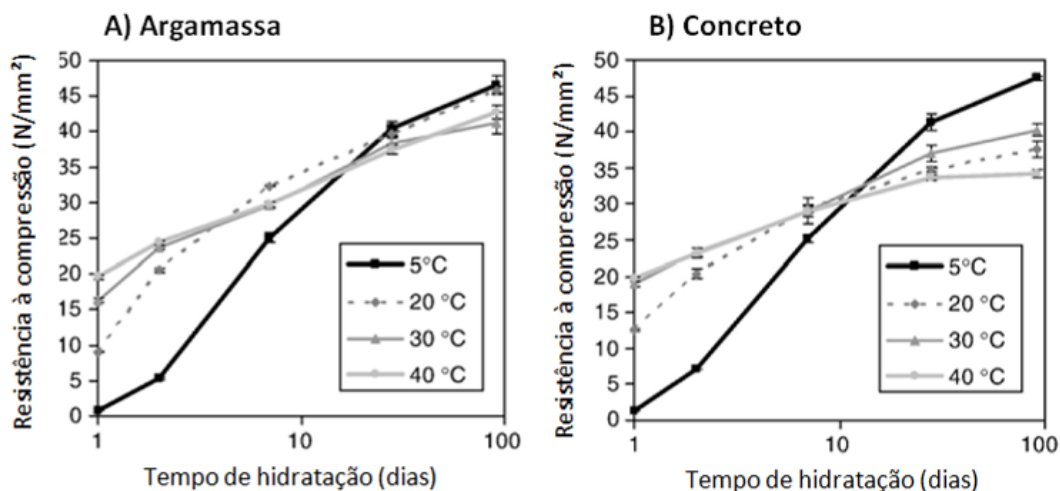 A) Argamassa
Resistência à compressão (N/mm²)
50
45
40
35
30
25
20
15
10
5
0
5°C
20 °C
30 °C
40 °C
1
10
100
Tempo de hidratação (dias)
B) Concreto
Resistência à compressão (N/mm²)
50
45
40
35
30
25
20
15
10
5
0
5°C
20 °C
30 °C
40 °C
1
10
100
Tempo de hidratação (dias)